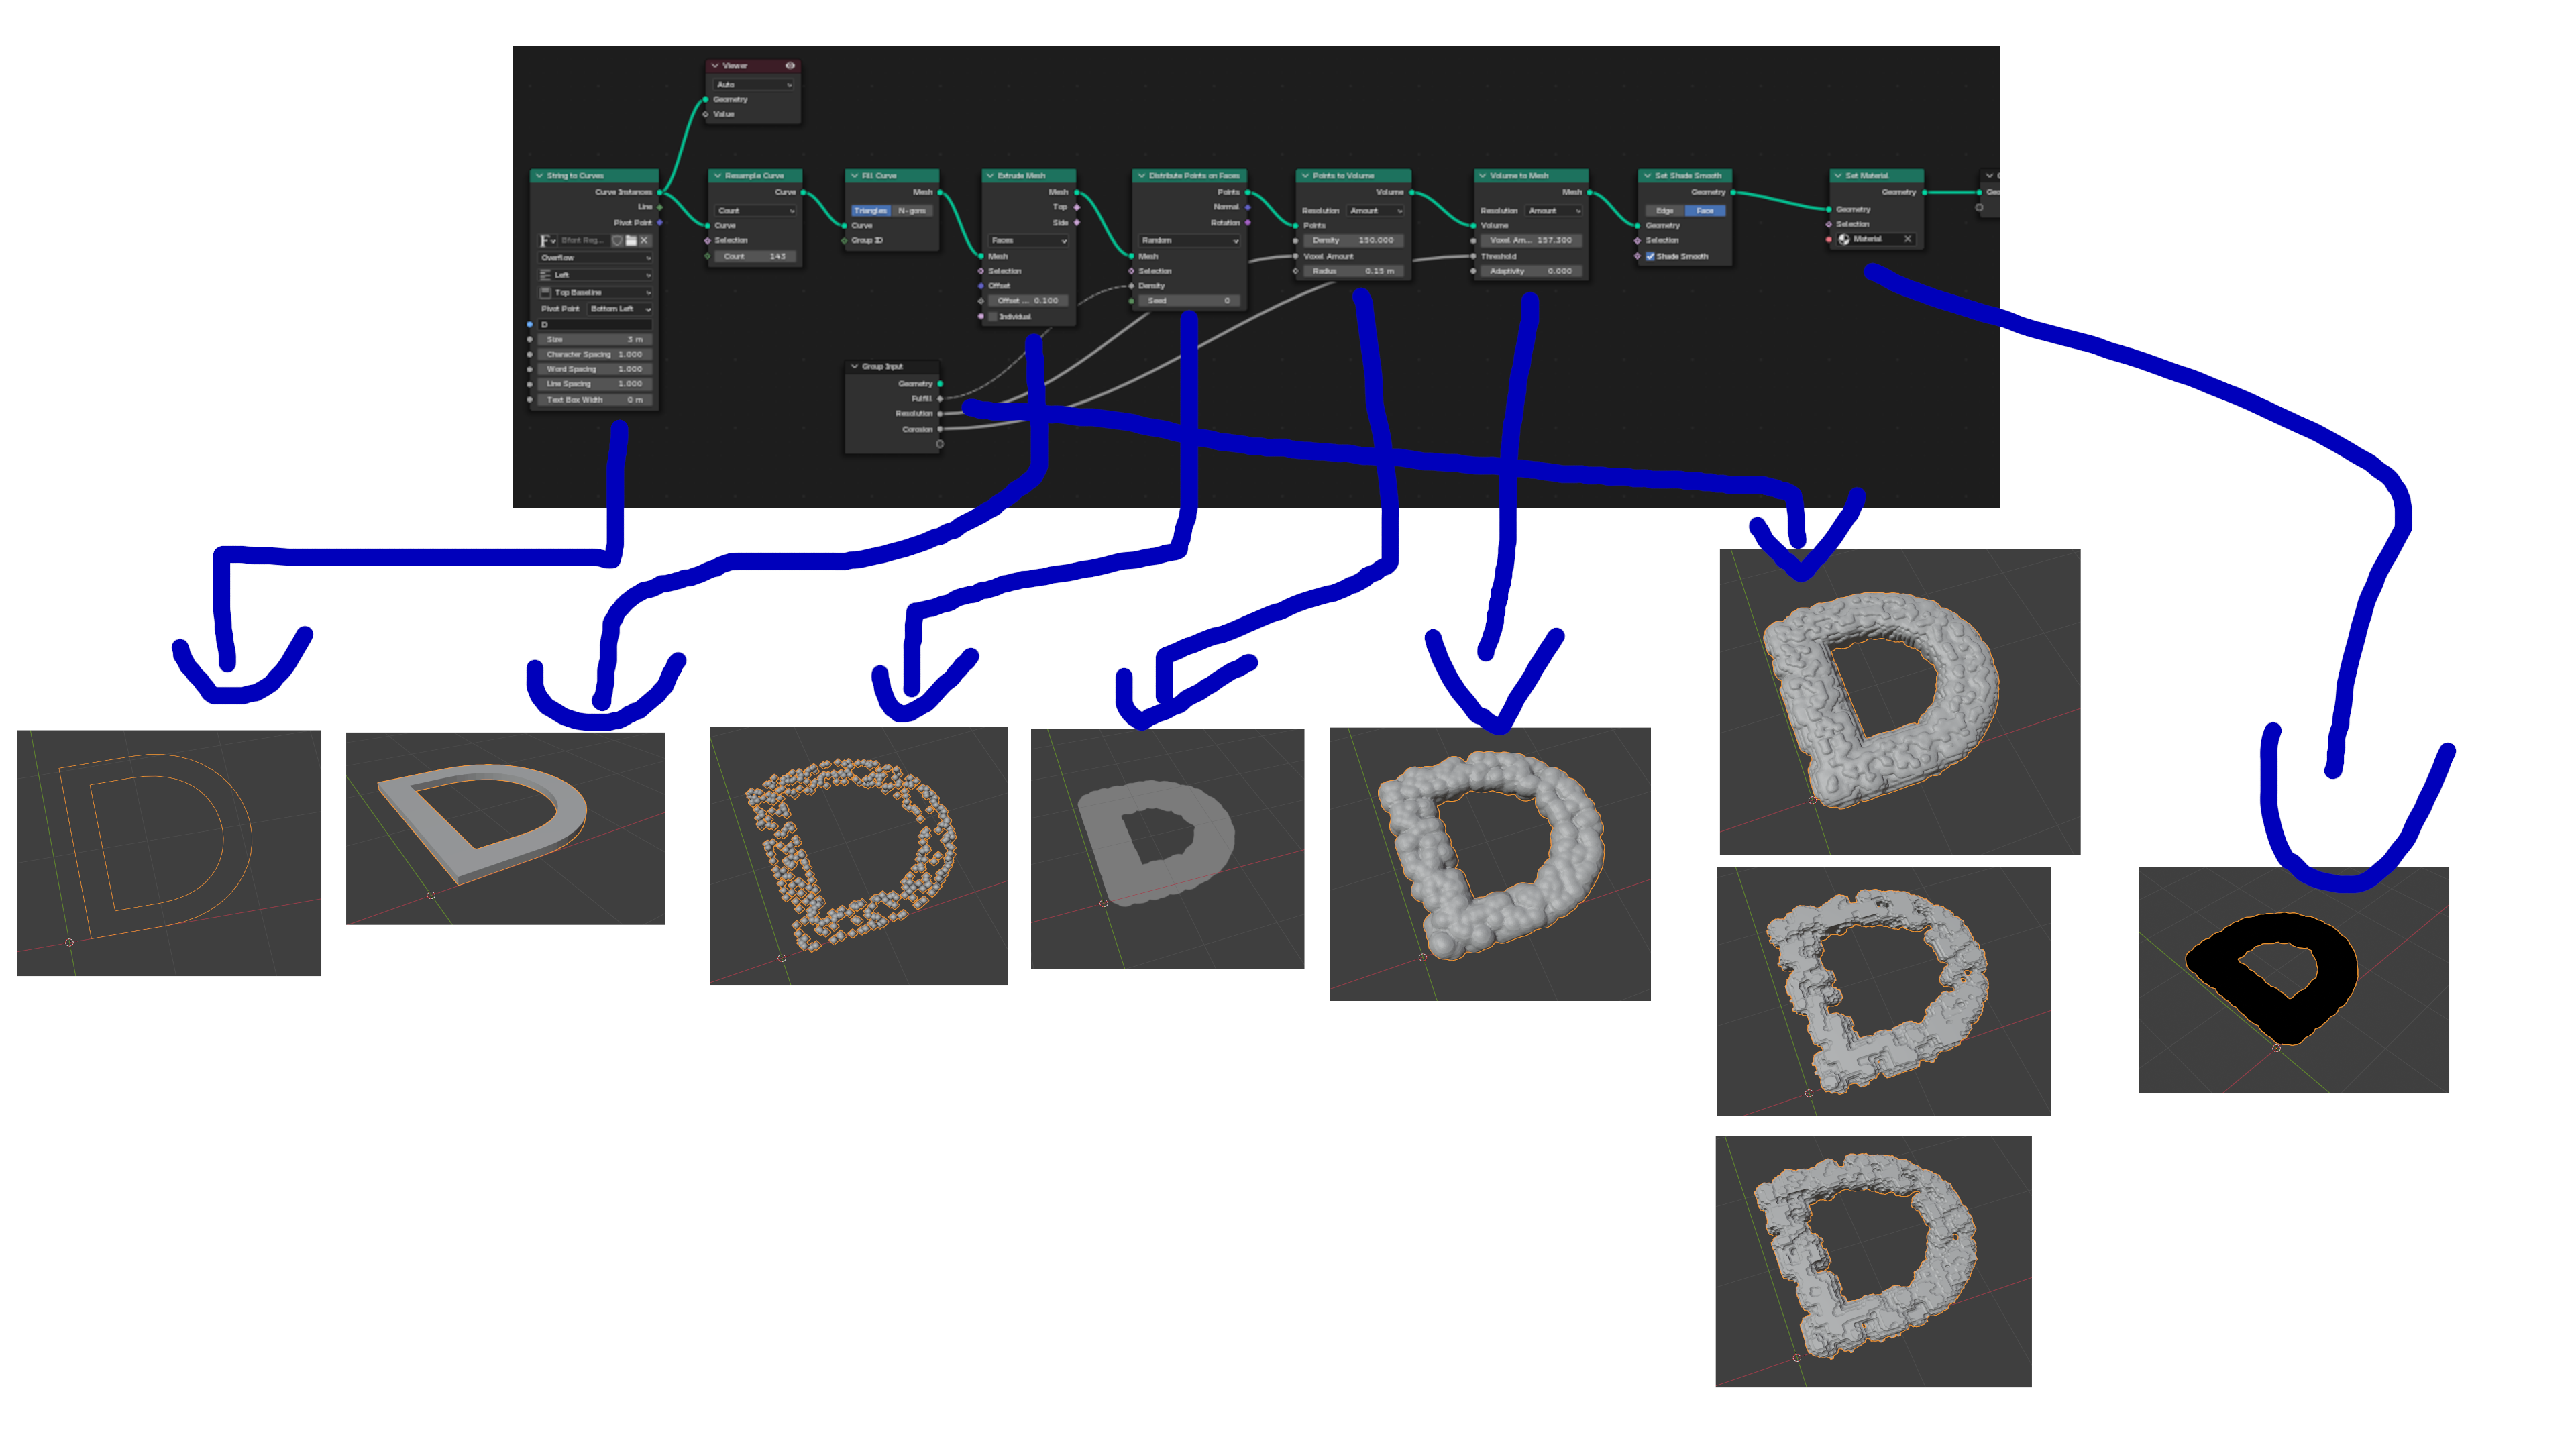 Viewer
Auto
Geometry
Value
String to Curves
Curve Instances
Line
Pivot Point
Bfont Reg...
Overflow
Left
Top Baseline
Pivot Point Bottom Left
D
Size 3 m
Character Spacing 1.000
Word Spacing 1.000
Line Spacing 1.000
Text Box Width 0 m
Resample Curve
Curve
Count
Curve
Selection
Count 143
Fill Curve
Mesh
Triangles N-gons
Curve
Group ID
Extrude Mesh
Mesh
Top
Side
Faces
Mesh
Selection
Offset
Offset ... 0.100
Individual
Distribute Points on Faces
Points
Normal
Rotation
Random
Mesh
Selection
Density
Seed 0
Points to Volume
Volume
Resolution Amount
Points
Density 150.000
Voxel Amount
Radius 0.15 m
Volume to Mesh
Mesh
Resolution Amount
Volume
Voxel Am... 157.300
Threshold
Adaptivity 0.000
Set Shade Smooth
Geometry
Edge Face
Geometry
Selection
Shade Smooth
Set Material
Geometry
Geometry
Selection
Material
Group Input
Geometry
Fulfill
Resolution
Corosion